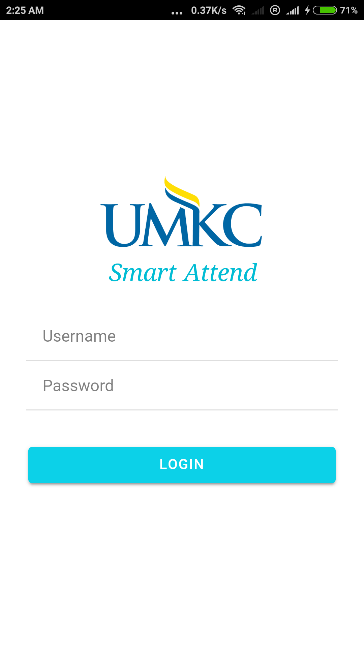 2:25 AM ... 0.37K/s R 71%
UMKC
Smart Attend
Username
Password
LOGIN